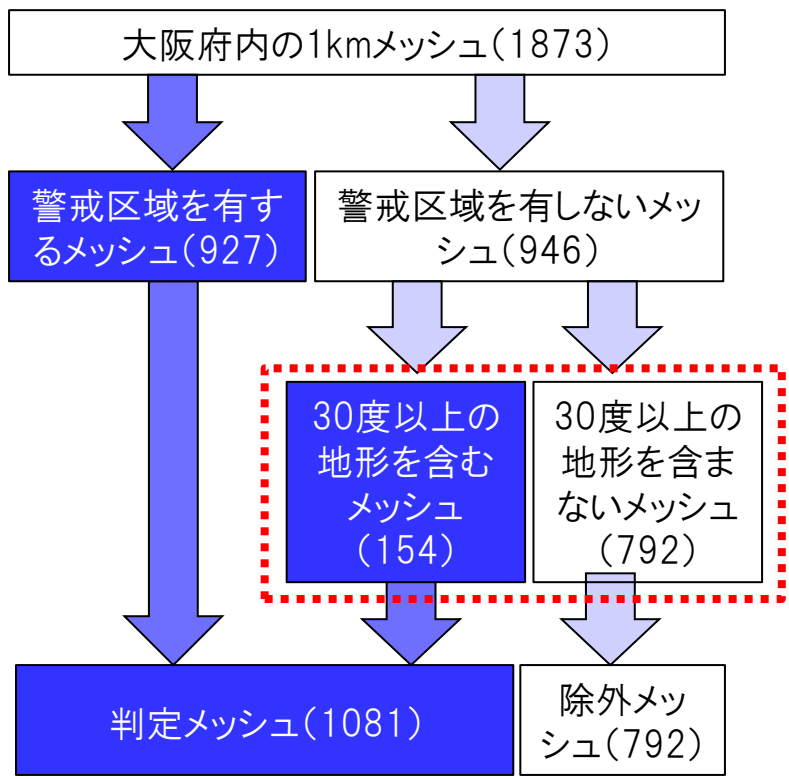 大阪府内の1kmメッシュ(1873)
警戒区域を有す
るメッシュ(927)
警戒区域を有しないメッ
シュ(946)
30度以上の
地形を含む
メッシュ
(154)
30度以上の
地形を含ま
ないメッシュ
(792)
判定メッシュ(1081)
除外メッ
シュ(792)